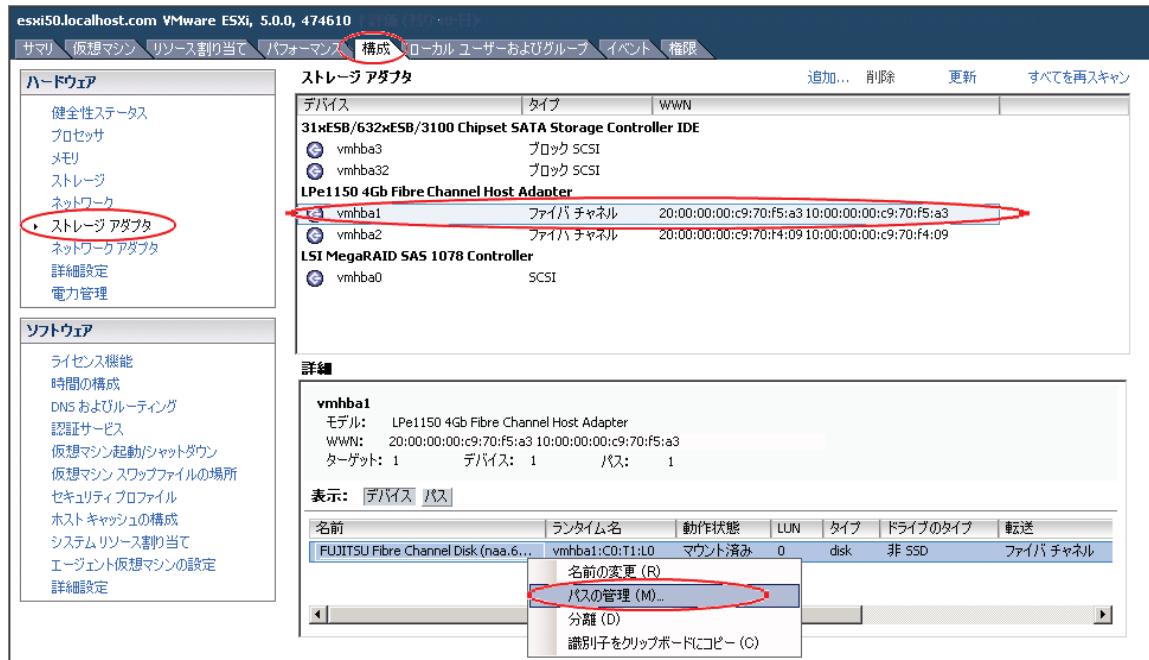 esxi50.localhost.com VMware ESXi, 5.0.0, 474610
サマリ 仮想マシン リソース割り当て パフォーマンス 構成 ローカル ユーザーおよびグループ イベント 権限
ハードウェア
健全性ステータス
プロセッサ
メモリ
ストレージ
ネットワーク
ストレージ アダプタ
ネットワーク アダプタ
詳細設定
電力管理
ソフトウェア
ライセンス機能
時間の構成
DNS およびルーティング
認証サービス
仮想マシン起動/シャットダウン
仮想マシン スワップファイルの場所
セキュリティ プロファイル
ホスト キャッシュの構成
システム リソース割り当て
エージェント仮想マシンの設定
詳細設定
ストレージ アダプタ 追加... 削除 更新 すべてを再スキャン
デバイス タイプ WWN
31xESB/632xESB/3100 Chipset SATA Storage Controller IDE
vmhba3 ブロック SCSI
vmhba32 ブロック SCSI
LPe1150 4Gb Fibre Channel Host Adapter
vmhba1 ファイバ チャネル 20:00:00:00:c9:70:f5:a3 10:00:00:00:c9:70:f5:a3
vmhba2 ファイバ チャネル 20:00:00:00:c9:70:f4:09 10:00:00:00:c9:70:f4:09
LSI MegaRAID SAS 1078 Controller
vmhba0 SCSI
詳細
vmhba1
モデル: LPe1150 4Gb Fibre Channel Host Adapter
WWN: 20:00:00:00:c9:70:f5:a3 10:00:00:00:c9:70:f5:a3
ターゲット: 1 デバイス: 1 パス: 1
表示: デバイス パス
名前 ランタイム名 動作状態 LUN タイプ ドライブのタイプ 転送
FUJITSU Fibre Channel Disk (naa.6... vmhba1:C0:T1:L0 マウント済み 0 disk 非 SSD ファイバ チャネル
名前の変更 (R)
パスの管理 (M)...
分離 (D)
識別子をクリップボードにコピー (C)